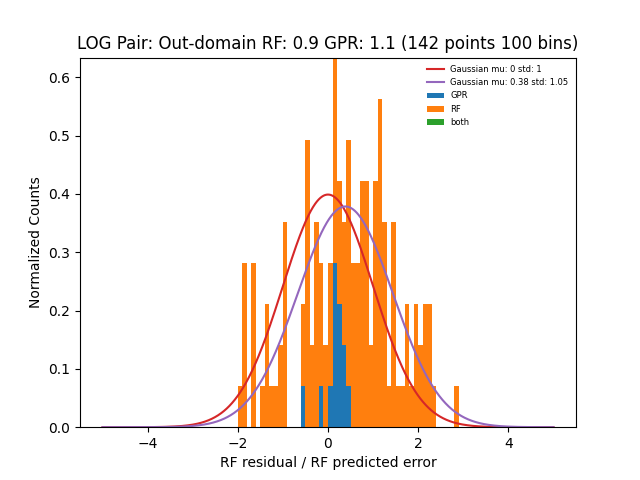 LOG Pair: Out-domain RF: 0.9 GPR: 1.1 (142 points 100 bins)
Gaussian mu: 0 std: 1
Gaussian mu: 0.38 std: 1.05
GPR
RF
both
Normalized Counts
0.6
0.5
0.4
0.3
0.2
0.1
0.0
−4
−2
0
2
4
RF residual / RF predicted error